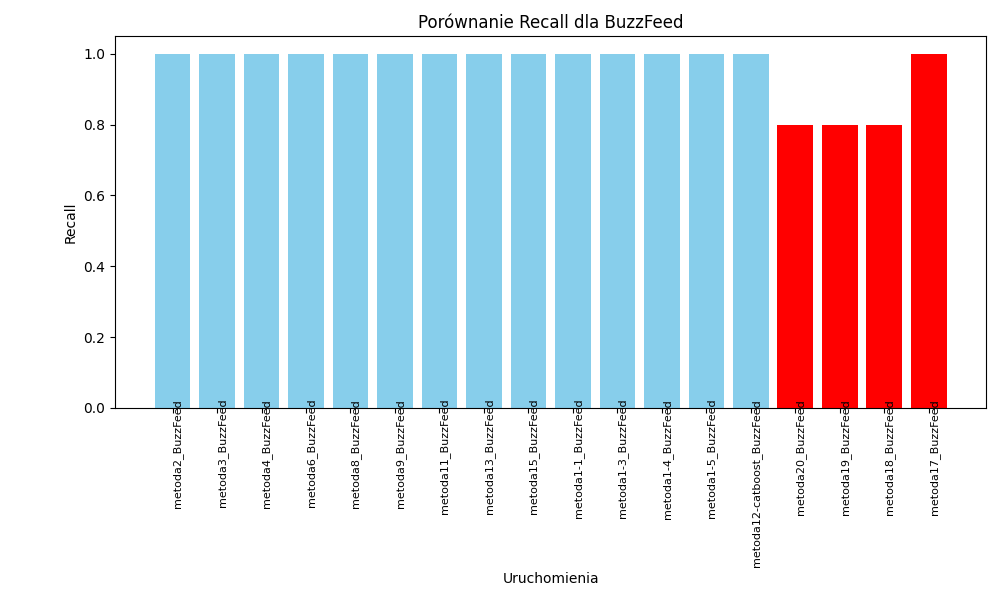 Porównanie Recall dla BuzzFeed
Recall
1.0
0.8
0.6
0.4
0.2
0.0
metoda2_BuzzFeed
metoda3_BuzzFeed
metoda4_BuzzFeed
metoda6_BuzzFeed
metoda8_BuzzFeed
metoda9_BuzzFeed
metoda11_BuzzFeed
metoda13_BuzzFeed
metoda15_BuzzFeed
metoda1-1_BuzzFeed
metoda1-3_BuzzFeed
metoda1-4_BuzzFeed
metoda1-5_BuzzFeed
metoda12-catboost_BuzzFeed
metoda20_BuzzFeed
metoda19_BuzzFeed
metoda18_BuzzFeed
metoda17_BuzzFeed
Uruchomienia